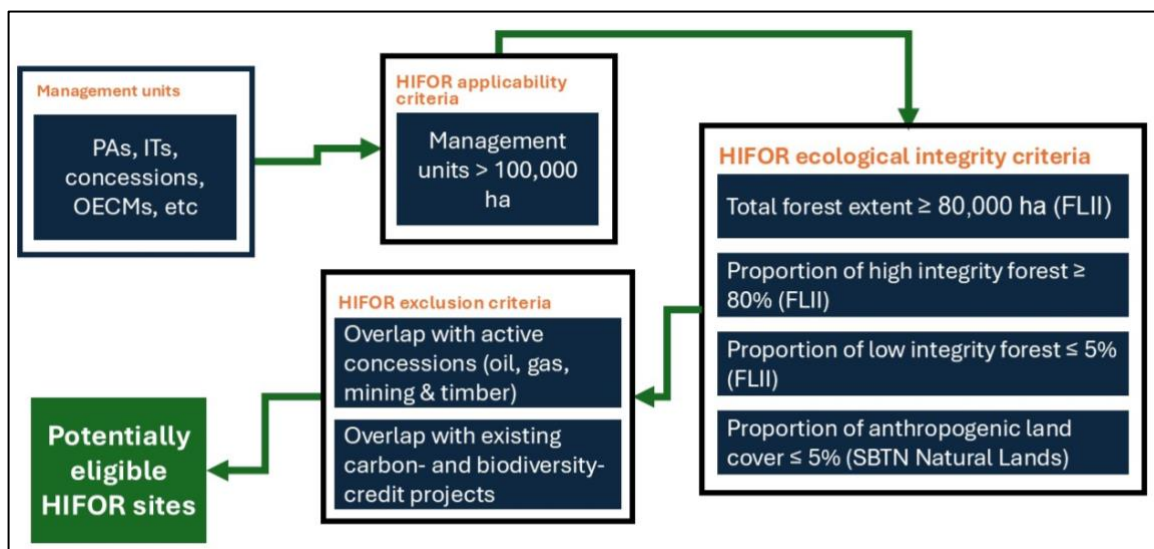 Management units
PAs, ITs,
concessions,
OECMs, etc
HIFOR applicability
criteria
Management
units > 100,000
ha
HIFOR ecological integrity criteria
Total forest extent ≥ 80,000 ha (FLII)
Proportion of high integrity forest ≥
80% (FLII)
Proportion of low integrity forest ≤ 5%
(FLII)
Proportion of anthropogenic land
cover ≤ 5% (SBTN Natural Lands)
HIFOR exclusion criteria
Overlap with active
concessions (oil, gas,
mining & timber)
Overlap with existing
carbon- and biodiversity-
credit projects
Potentially
eligible
HIFOR sites